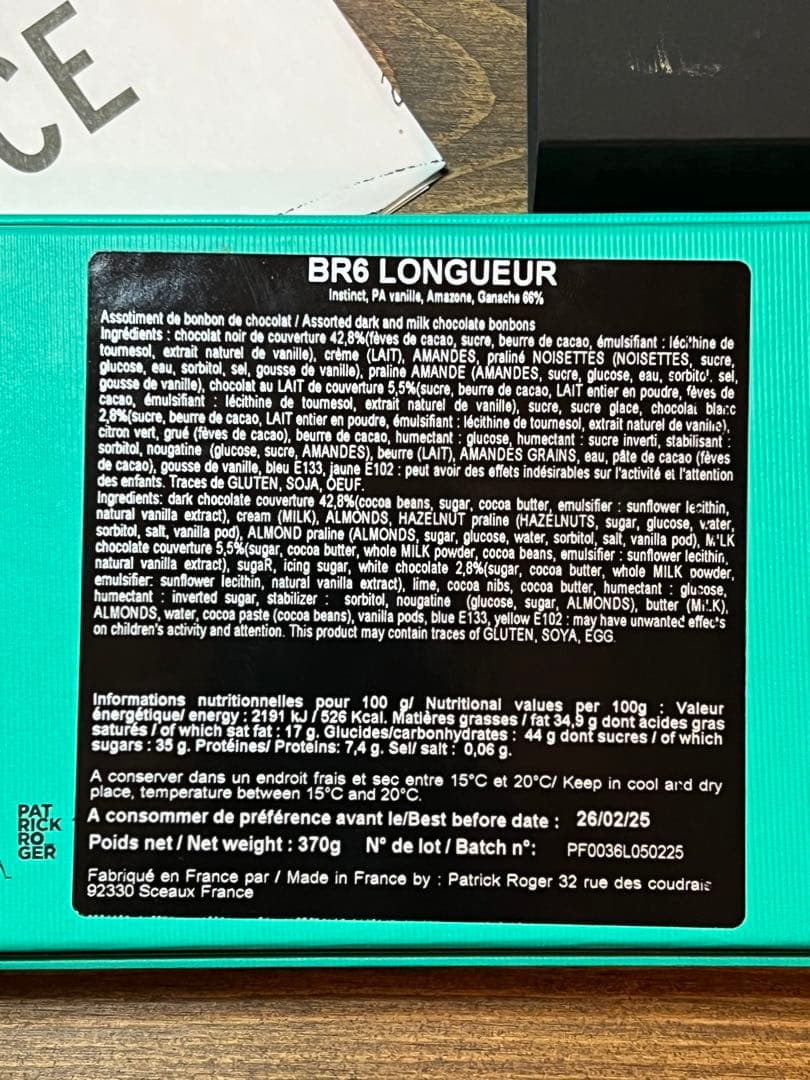 CE
BR6 LONGUEUR
Instinct, PA vanille, Amazone, Ganache 66%
Assotiment de bonbon de chocolat / Assorted dark and milk chocolate bonbons
Ingrédients : chocolat noir de couverture 42,8%(fèves de cacao, sucre, beurre de cacao, émulsifiant : lécithine de
tournesol, extrait naturel de vanille), crème (LAIT), AMANDES, praliné NOISETTES (NOISETTES, sucre,
glucose, eau, sorbitol, sel, gousse de vanille), praline AMANDE (AMANDES, sucre, glucose, eau, sorbitol, sel,
gousse de vanille), chocolat au LAIT de couverture 5,5%(sucre, beurre de cacao, LAIT entier en poudre, fèves de
cacao, émulsifiant : lécithine de tournesol, extrait naturel de vanille), sucre, sucre glace, chocolat blanc
2,8%(sucre, beurre de cacao, LAIT entier en poudre, émulsifiant : lécithine de tournesol, extrait naturel de vanille),
citron vert, grué (fèves de cacao), beurre de cacao, humectant : glucose, humectant : sucre inverti, stabilisant :
sorbitol, nougatine (glucose, sucre, AMANDES), beurre (LAIT), AMANDES GRAINS, eau, pâte de cacao (fèves
de cacao), gousse de vanille, bleu E133, jaune E102 : peut avoir des effets indésirables sur l'activité et l'attention
des enfants. Traces de GLUTEN, SOJA, OEUF.
Ingredients: dark chocolate couverture 42,8%(cocoa beans, sugar, cocoa butter, emulsifier : sunflower lecithin,
natural vanilla extract), cream (MILK), ALMONDS, HAZELNUT praline (HAZELNUTS, sugar, glucose, water,
sorbitol, salt, vanilla pod), ALMOND praline (ALMONDS, sugar, glucose, water, sorbitol, salt, vanilla pod), MILK
chocolate couverture 5,5%(sugar, cocoa butter, whole MILK powder, cocoa beans, emulsifier : sunflower lecithin,
natural vanilla extract), sugaR, icing sugar, white chocolate 2,8%(sugar, cocoa butter, whole MILK powder,
emulsifier: sunflower lecithin, natural vanilla extract), lime, cocoa nibs, cocoa butter, humectant : glucose,
humectant : inverted sugar, stabilizer : sorbitol, nougatine (glucose, sugar, ALMONDS), butter (MILK),
ALMONDS, water, cocoa paste (cocoa beans), vanilla pods, blue E133, yellow E102 : may have unwanted effects
on children's activity and attention. This product may contain traces of GLUTEN, SOYA, EGG.
Informations nutritionnelles pour 100 g/ Nutritional values per 100g : Valeur
énergétique/ energy : 2191 kJ / 526 Kcal. Matières grasses / fat 34,9 g dont acides gras
saturés / of which sat fat : 17 g. Glucides/carbonhydrates : 44 g dont sucres / of which
sugars : 35 g. Protéines/ Proteins: 7,4 g. Sel/ salt : 0,06 g.
A conserver dans un endroit frais et sec entre 15°C et 20°C/ Keep in cool and dry
place, temperature between 15°C and 20°C.
A consommer de préférence avant le/Best before date : 26/02/25
Poids net / Net weight : 370g N° de lot / Batch n°: PF0036L050225
Fabriqué en France par / Made in France by : Patrick Roger 32 rue des coudrais
92330 Sceaux France
PAT
RICK
RO
GER